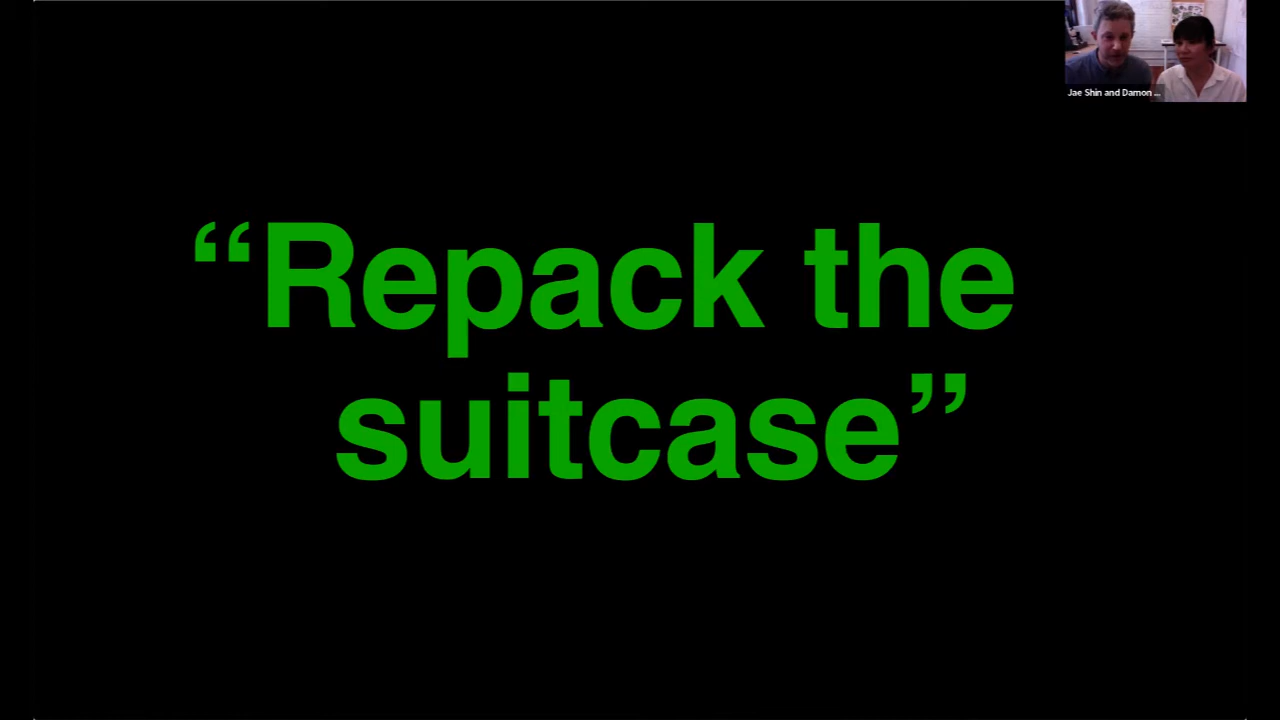 Jae Shin and Damon ...
“Repack the
suitcase”